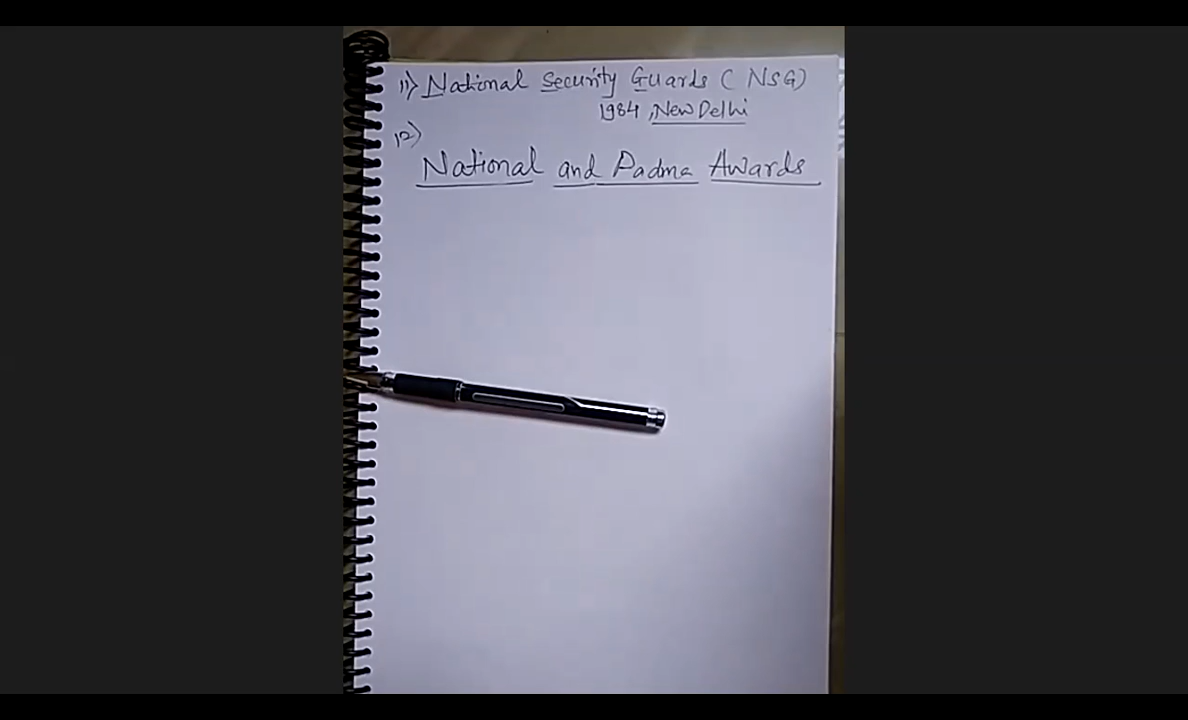 11) National Security Guards (NSG)
1984, New Delhi
12)
National and Padma Awards